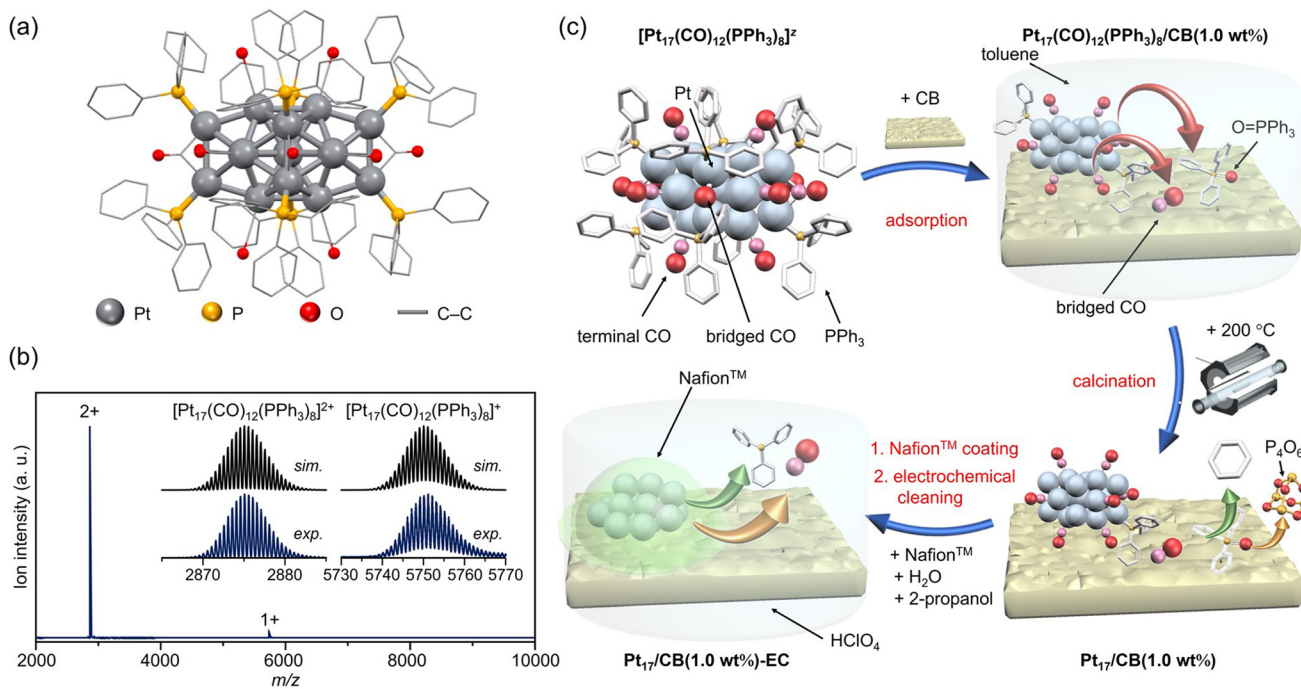 (a)
Pt
P
O
C–C
(b)
Ion intensity (a. u.)
2+
[Pt17(CO)12(PPh3)8]2+
[Pt17(CO)12(PPh3)8]+
sim.
sim.
exp.
exp.
2870
2880
5730
5740
5750
5760
5770
1+
2000
4000
6000
8000
10000
m/z
(c)
[Pt17(CO)12(PPh3)8]z
Pt
terminal CO
bridged CO
PPh3
+ CB
adsorption
Pt17(CO)12(PPh3)8/CB(1.0 wt%)
toluene
O=PPh3
bridged CO
+ 200 °C
calcination
P4O6
Pt17/CB(1.0 wt%)
1. Nafion™ coating
2. electrochemical
cleaning
+ Nafion™
+ H2O
+ 2-propanol
Nafion™
HClO4
Pt17/CB(1.0 wt%)-EC